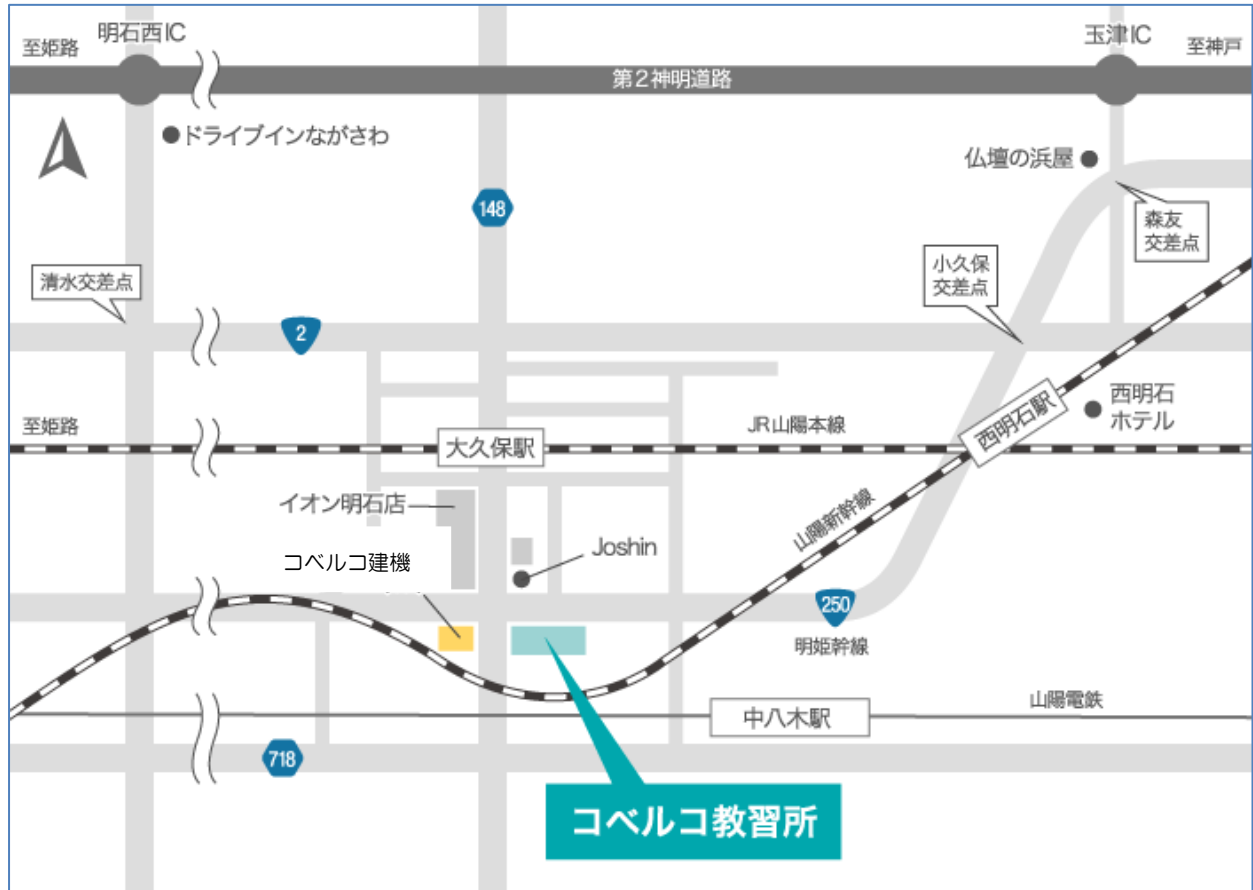 明石西IC
玉津IC
至姫路
至神戸
第2神明道路
ドライブインながさわ
仏壇の浜屋
148
森友
交差点
小久保
交差点
清水交差点
2
西明石
ホテル
西明石駅
至姫路
JR山陽本線
大久保駅
イオン明石店
山陽新幹線
Joshin
コベルコ建機
250
明姫幹線
山陽電鉄
中八木駅
718
コベルコ教習所